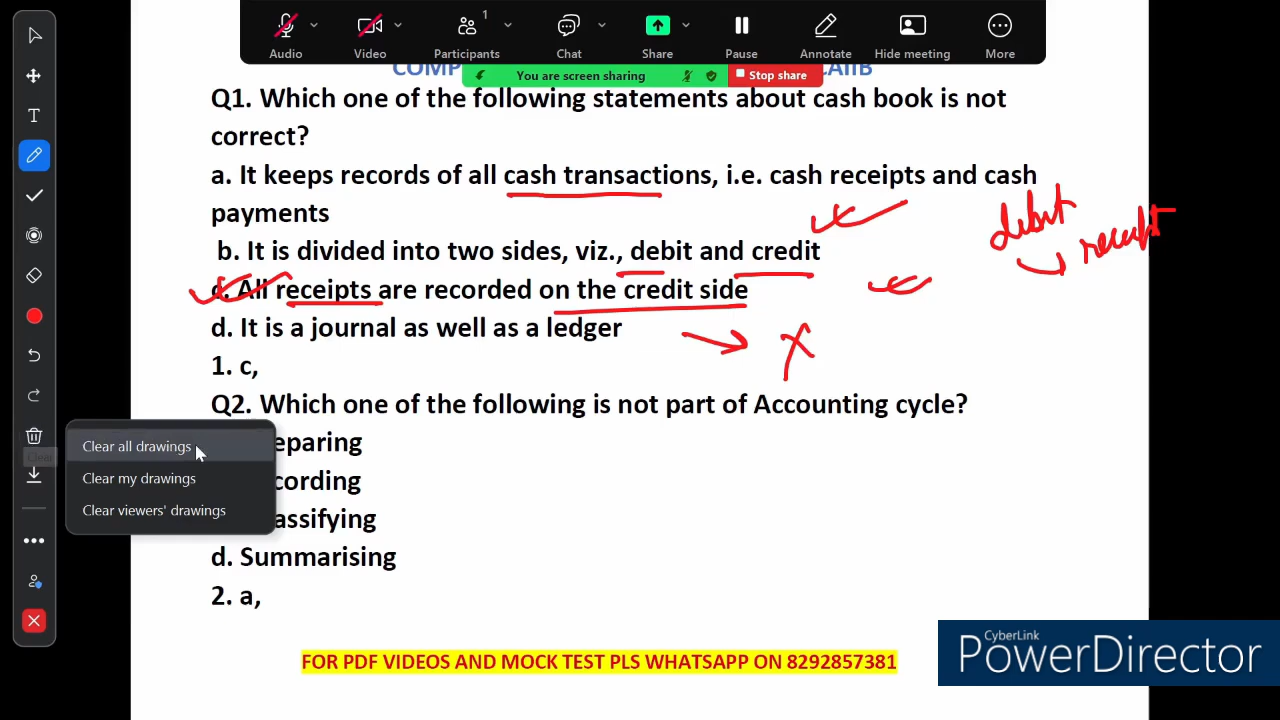 1
Audio
Video
Participants
Chat
Share
Pause
Annotate
Hide meeting
More
You are screen sharing
Stop share
Q1. Which one of the following statements about cash book is not
correct?
a. It keeps records of all cash transactions, i.e. cash receipts and cash
payments
debit
receipt
b. It is divided into two sides, viz., debit and credit
c. All receipts are recorded on the credit side
d. It is a journal as well as a ledger
1. c,
Q2. Which one of the following is not part of Accounting cycle?
eparing
cording
assifying
d. Summarising
2. a,
Clear all drawings
Clear my drawings
Clear viewers' drawings
Clear
FOR PDF VIDEOS AND MOCK TEST PLS WHATSAPP ON 8292857381
CyberLink
PowerDirector